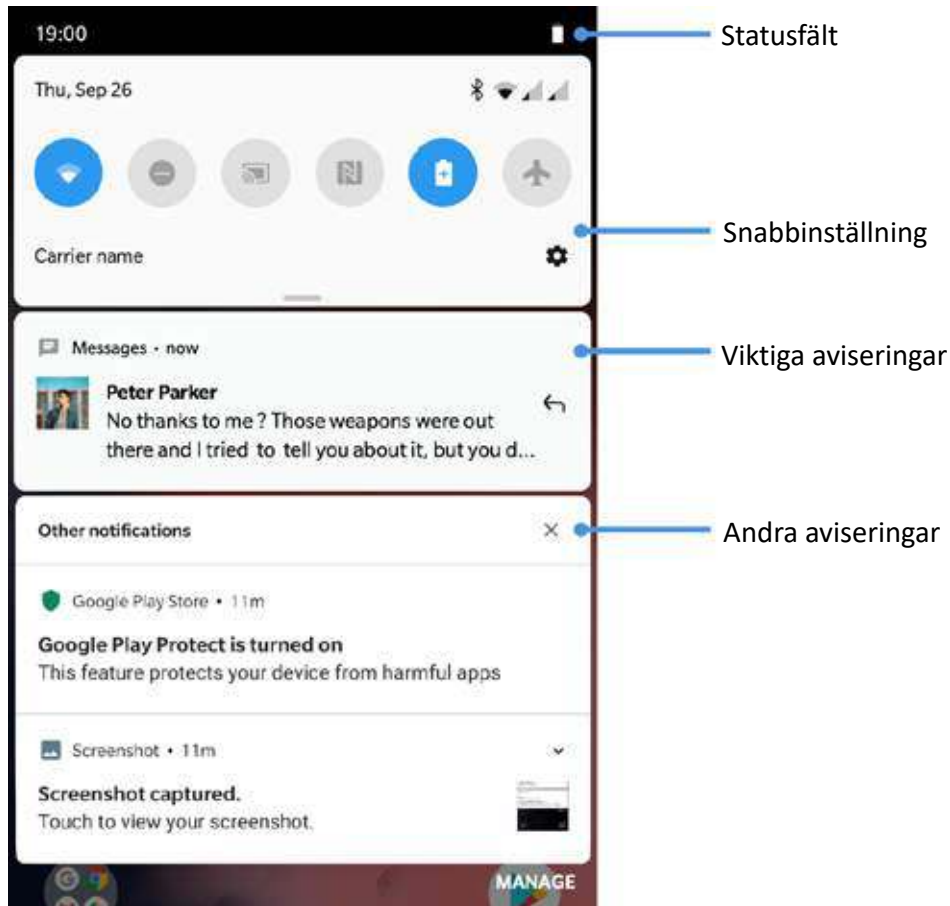 19:00
Statusfält
Thu, Sep 26
Snabbinställning
Carrier name
Messages • now
Viktiga aviseringar
Peter Parker
No thanks to me ? Those weapons were out
there and I tried to tell you about it, but you d...
Other notifications
Andra aviseringar
Google Play Store • 11m
Google Play Protect is turned on
This feature protects your device from harmful apps
Screenshot • 11m
Screenshot captured.
Touch to view your screenshot.
MANAGE